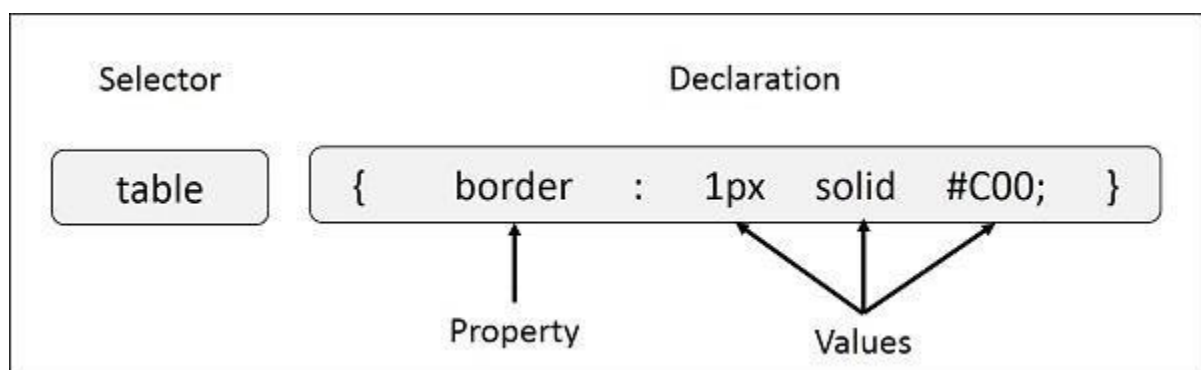 Selector Declaration
table { border : 1px solid #C00; }
Property Values